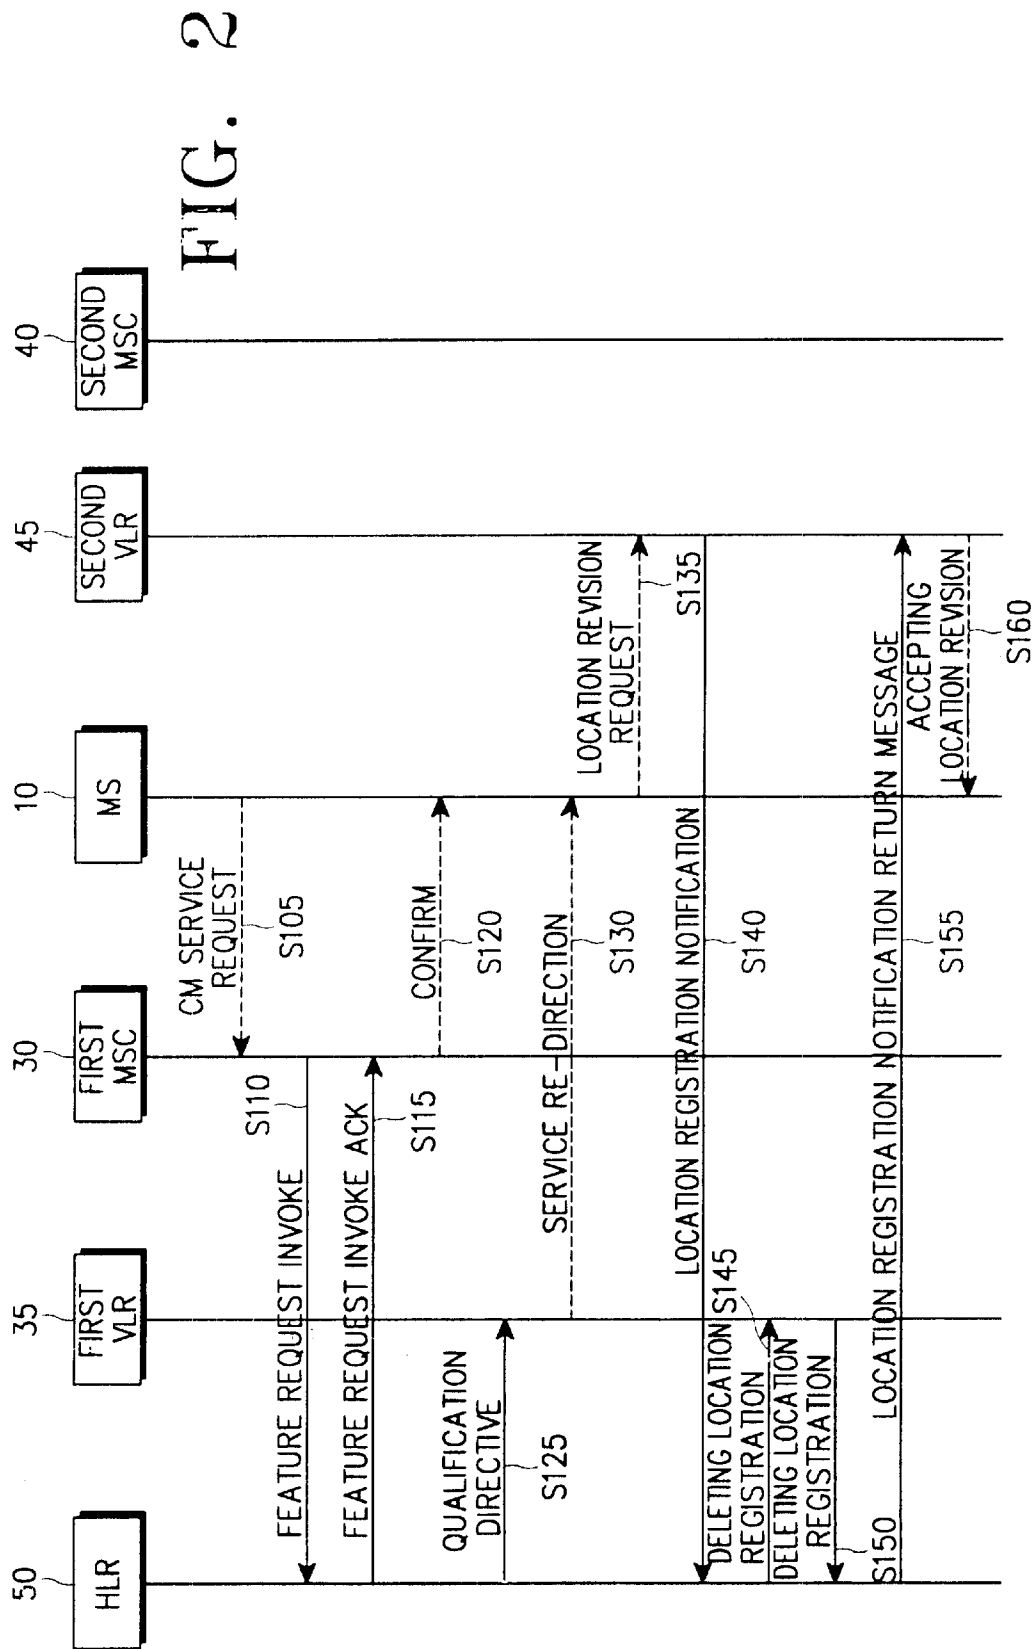 FIG. 2
50
HLR
35
FIRST
VLR
30
FIRST
MSC
10
MS
45
SECOND
VLR
40
SECOND
MSC
CM SERVICE
REQUEST
S105
S110
FEATURE REQUEST INVOKE
FEATURE REQUEST INVOKE ACK
S115
CONFIRM
S120
QUALIFICATION
DIRECTIVE
S125
SERVICE RE-DIRECTION
S130
LOCATION REVISION
REQUEST
S135
LOCATION REGISTRATION NOTIFICATION
S140
DELETING LOCATION
REGISTRATION
S145
DELETING LOCATION
REGISTRATION
S150
LOCATION REGISTRATION NOTIFICATION RETURN MESSAGE
S155
ACCEPTING
LOCATION REVISION
S160